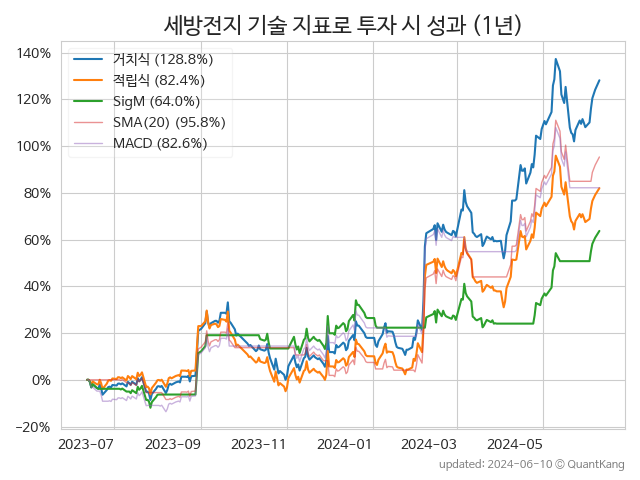 세방전지 기술 지표로 투자 시 성과 (1년)
140%
120%
100%
80%
60%
40%
20%
0%
−20%
거치식 (128.8%)
적립식 (82.4%)
SigM (64.0%)
SMA(20) (95.8%)
MACD (82.6%)
2023-07
2023-09
2023-11
2024-01
2024-03
2024-05
updated: 2024-06-10 ⓒ QuantKang